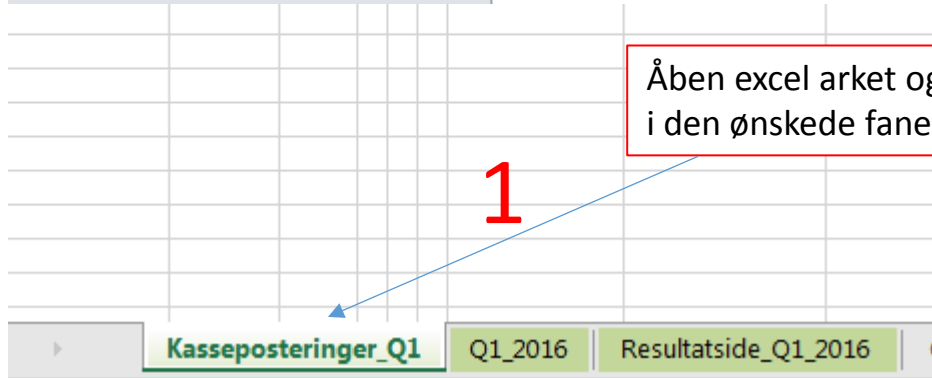 Åben excel arket og
i den ønskede fane
1
Kasseposteringer_Q1 Q1_2016 Resultatside_Q1_2016